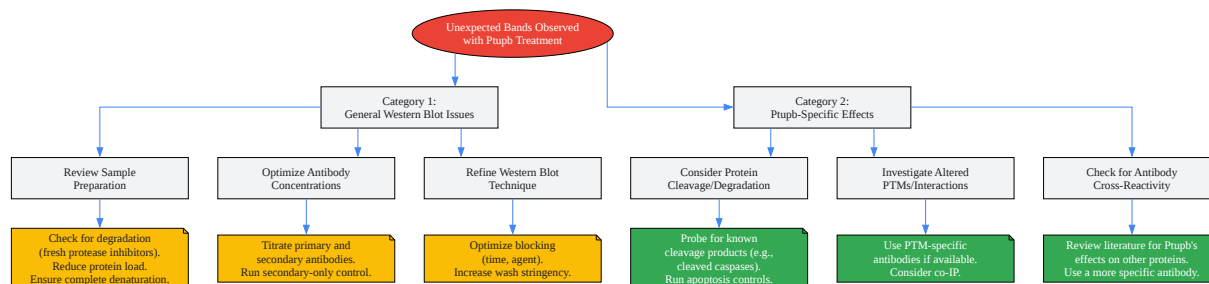 Unexpected Bands Observed
with Ptupb Treatment
Category 1:
General Western Blot Issues
Category 2:
Ptupb-Specific Effects
Review Sample
Preparation
Optimize Antibody
Concentrations
Refine Western Blot
Technique
Consider Protein
Cleavage/Degradation
Investigate Altered
PTMs/Interactions
Check for Antibody
Cross-Reactivity
Check for degradation
(fresh protease inhibitors).
Reduce protein load.
Ensure complete denaturation.
Titrate primary and
secondary antibodies.
Run secondary-only control.
Optimize blocking
(time, agent).
Increase wash stringency.
Probe for known
cleavage products (e.g.,
cleaved caspases).
Run apoptosis controls.
Use PTM-specific
antibodies if available.
Consider co-IP.
Review literature for Ptupb's
effects on other proteins.
Use a more specific antibody.